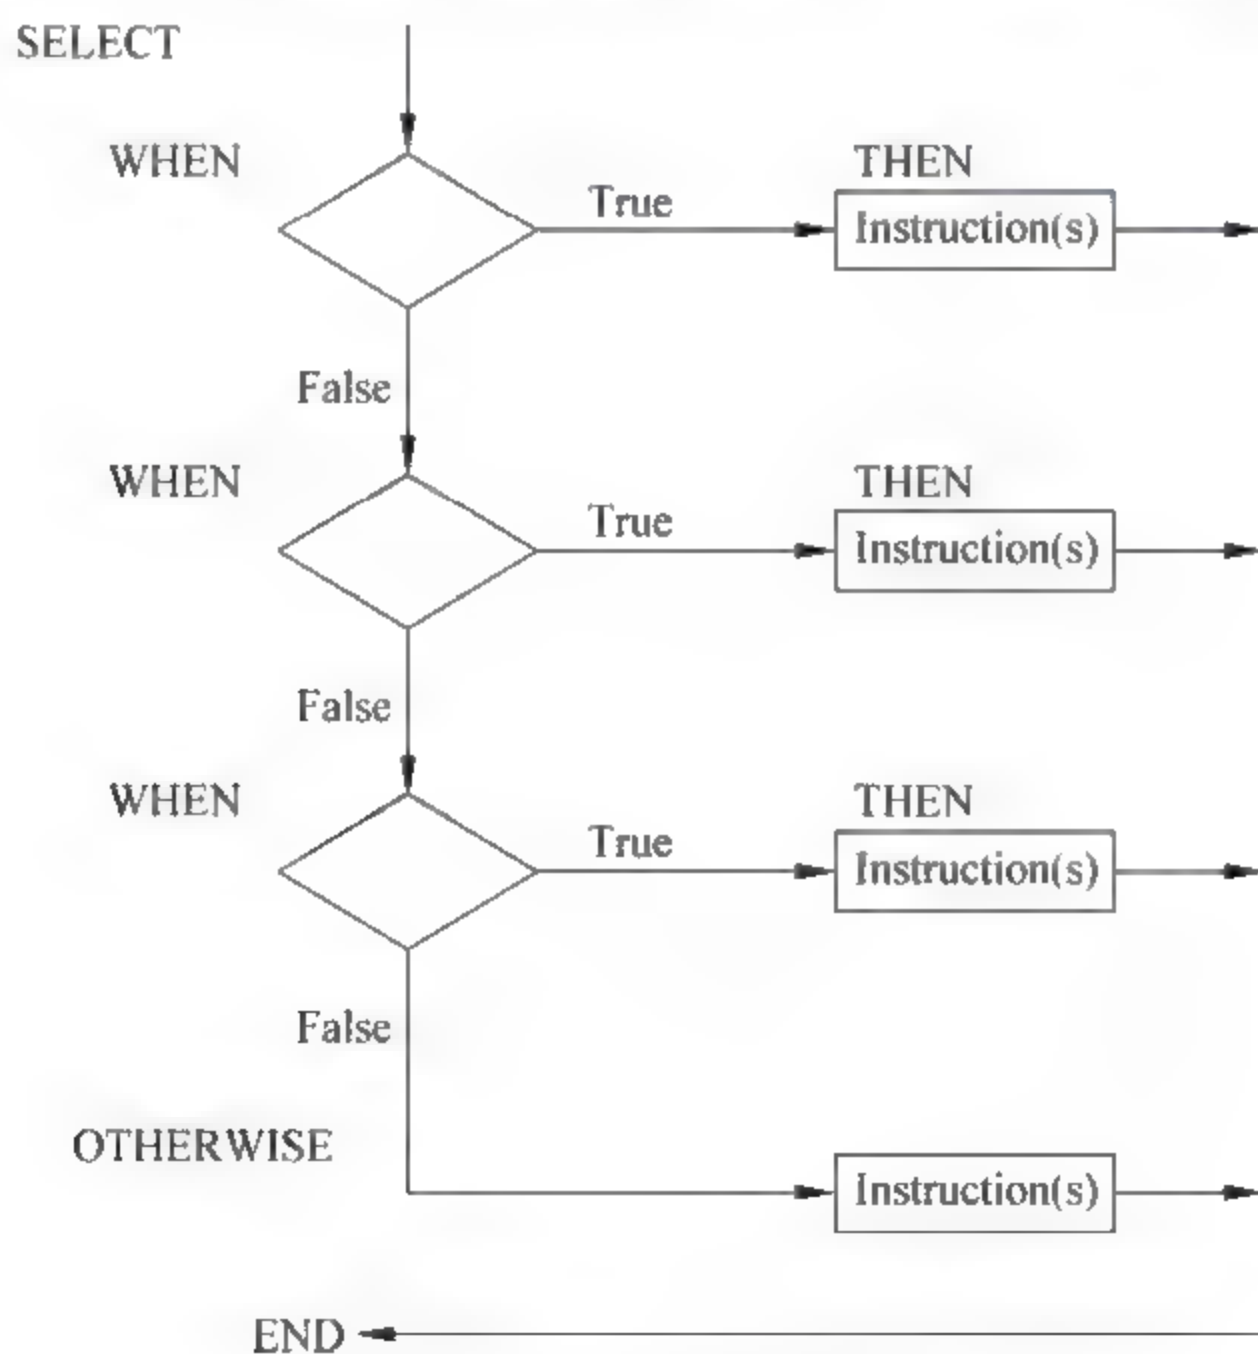 SELECT
WHEN
True
THEN
Instruction(s)
False
WHEN
True
THEN
Instruction(s)
False
WHEN
True
THEN
Instruction(s)
False
OTHERWISE
Instruction(s)
END